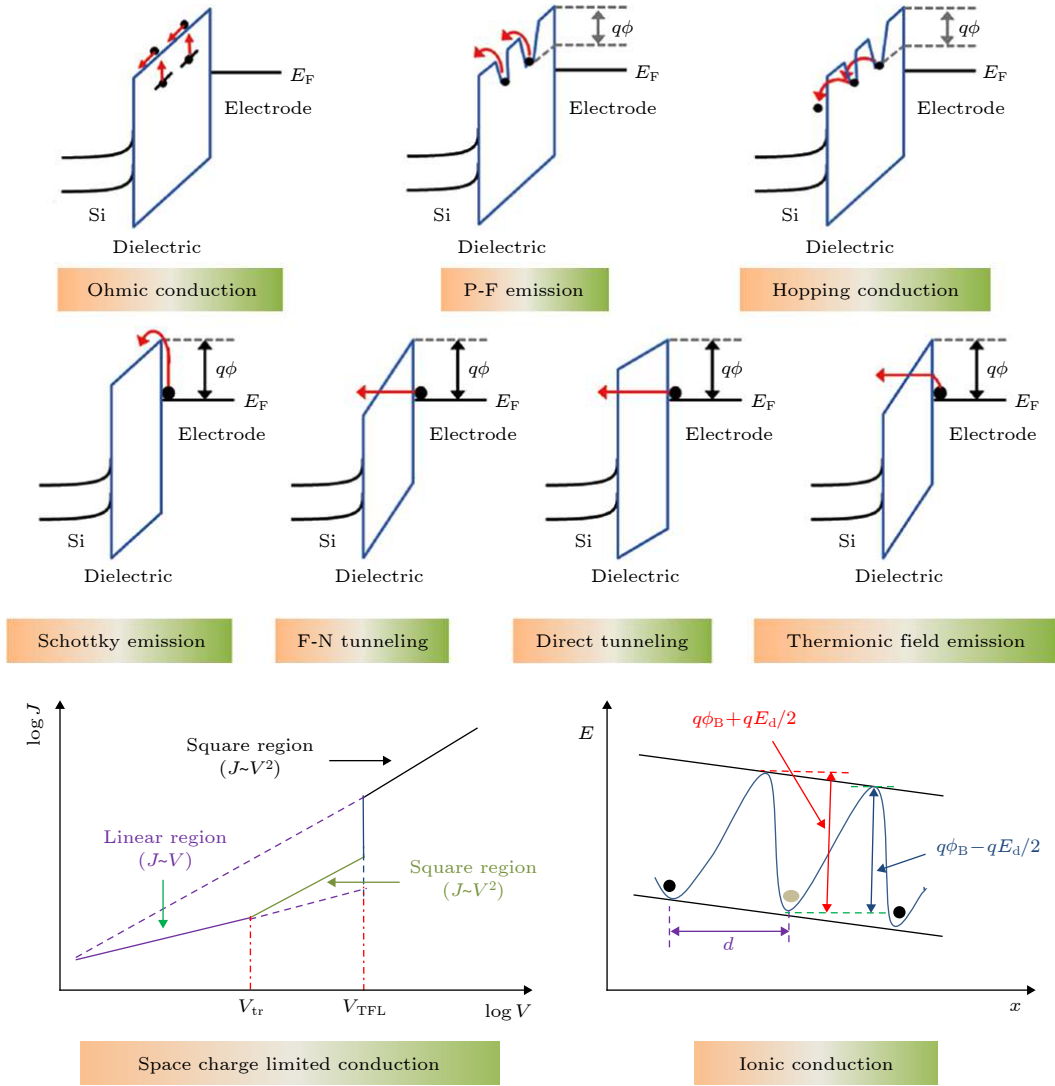 qϕ
E_F
Electrode
Si
Dielectric
Ohmic conduction
qϕ
E_F
Electrode
Si
Dielectric
P-F emission
E_F
Electrode
Si
Dielectric
Hopping conduction
qϕ
E_F
Electrode
Si
Dielectric
Schottky emission
qϕ
E_F
Electrode
Si
Dielectric
F-N tunneling
qϕ
E_F
Electrode
Si
Dielectric
Direct tunneling
qϕ
E_F
Electrode
Si
Dielectric
Thermionic field emission
log J
Square region
(J~V²)
Linear region
(J~V)
Square region
(J~V²)
V_tr
V_TFL
log V
Space charge limited conduction
E
qϕ_B+qE_d/2
qϕ_B−qE_d/2
d
x
Ionic conduction